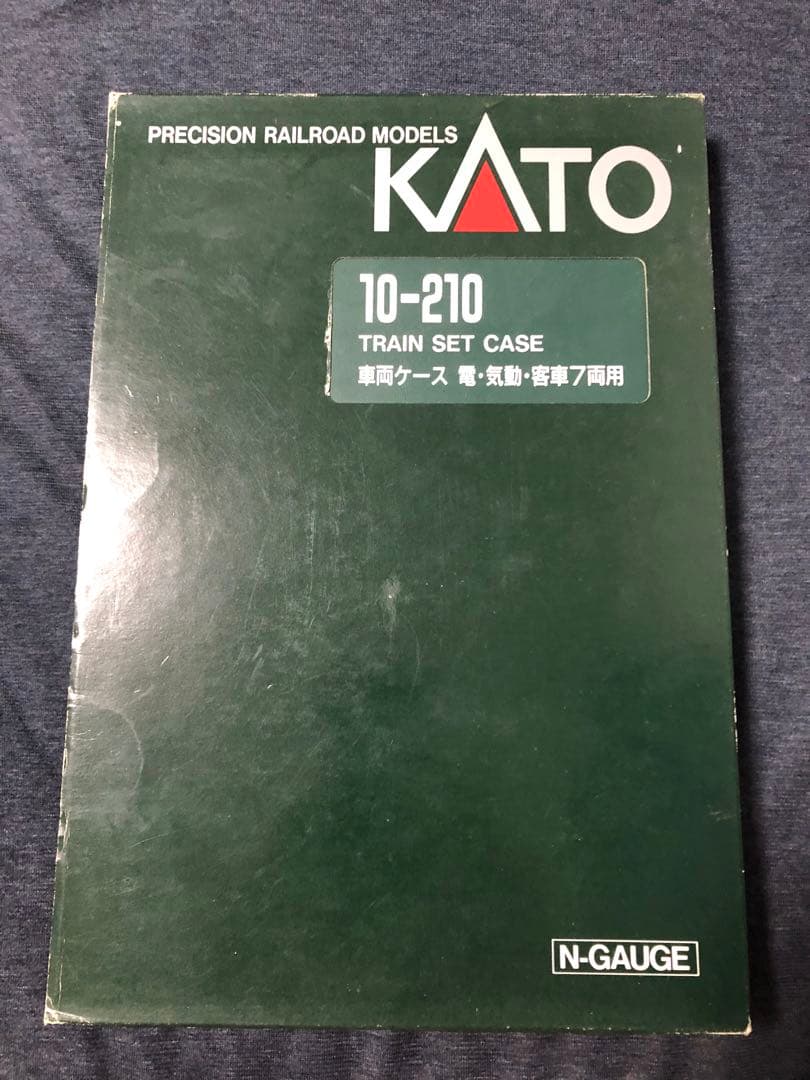 PRECISION RAILROAD MODELS
KATO
10-210
TRAIN SET CASE
車両ケース 電・気動・客車7両用
N-GAUGE